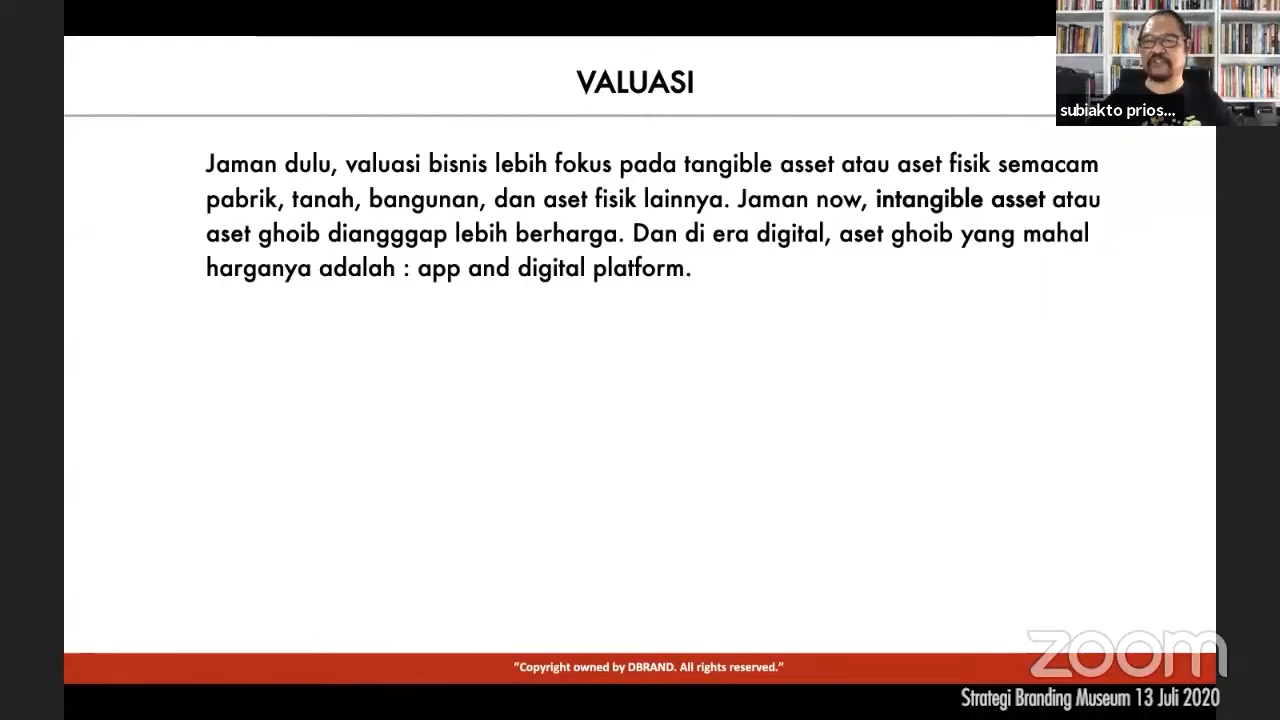 VALUASI
subiakto prios...
Jaman dulu, valuasi bisnis lebih fokus pada tangible asset atau aset fisik semacam
pabrik, tanah, bangunan, dan aset fisik lainnya. Jaman now, intangible asset atau
aset ghoib diangggap lebih berharga. Dan di era digital, aset ghoib yang mahal
harganya adalah : app and digital platform.
”Copyright owned by DBRAND. All rights reserved.”
zoom
Strategi Branding Museum 13 Juli 2020